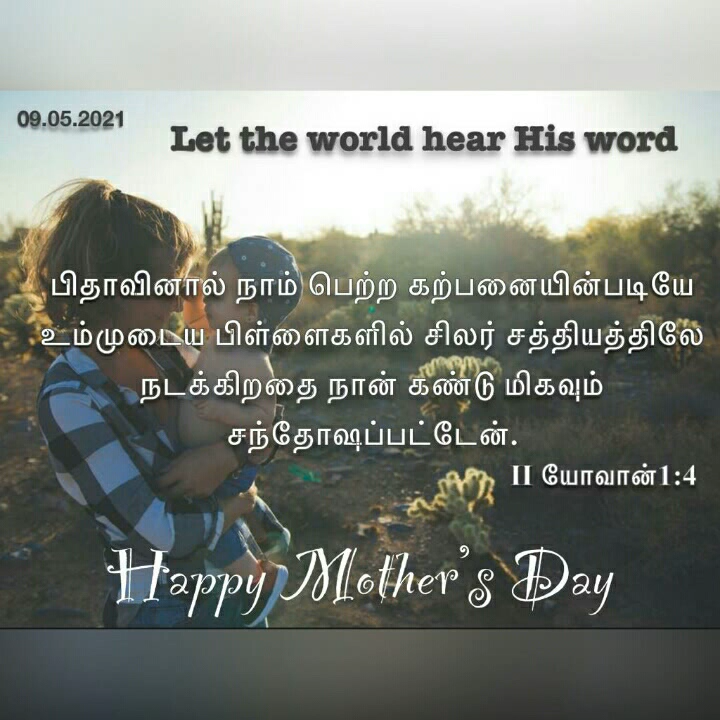 09.05.2021
Let the world hear His word
பிதாவினால் நாம் பெற்ற கற்பனையின்படியே
உம்முடைய பிள்ளைகளில் சிலர் சத்தியத்திலே
நடக்கிறதை நான் கண்டு மிகவும்
சந்தோஷப்பட்டேன்.
II யோவான்1:4
Happy Mother's Day